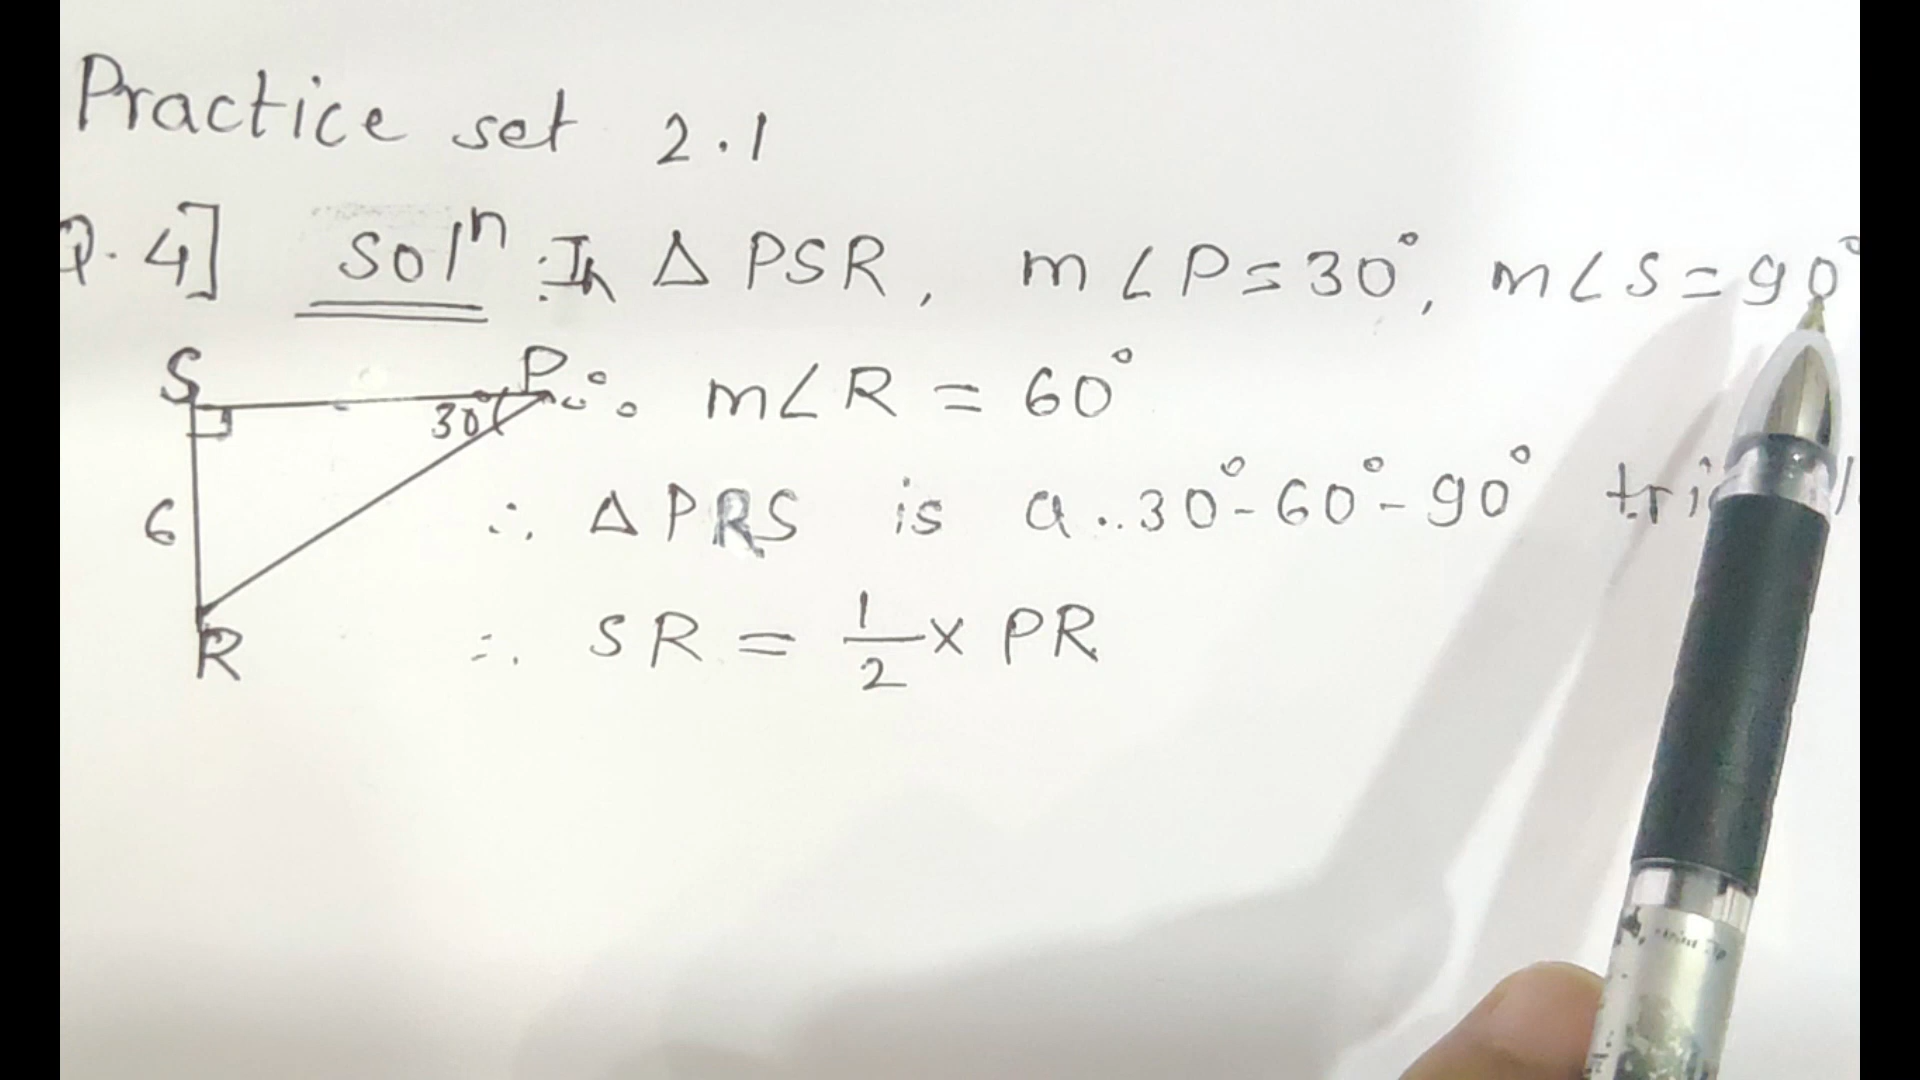 Practice set 2.1
Q.4] Solⁿ : In Δ PSR, m∠P=30°, m∠S=90°
S P ∴ m∠R = 60°
30°
6 ∴ Δ PRS is a 30°-60°-90°
R ∴ SR = 1/2 × PR